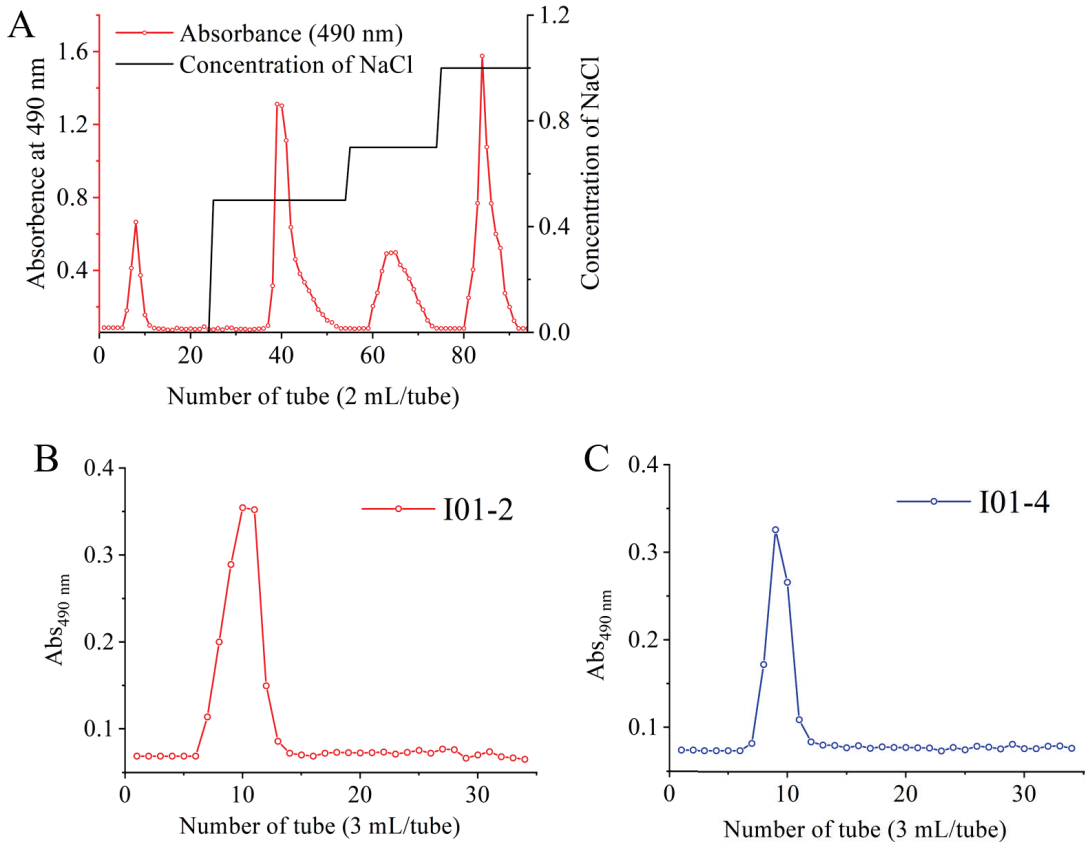 A
Absorbance (490 nm)
Concentration of NaCl
Absorbence at 490 nm
1.6
1.2
0.8
0.4
1.2
0.8
0.4
0.0
Concentration of NaCl
0 20 40 60 80
Number of tube (2 mL/tube)
B
I01-2
Abs490 nm
0.4
0.3
0.2
0.1
0 10 20 30
Number of tube (3 mL/tube)
C
I01-4
Abs490 nm
0.4
0.3
0.2
0.1
0 10 20 30
Number of tube (3 mL/tube)